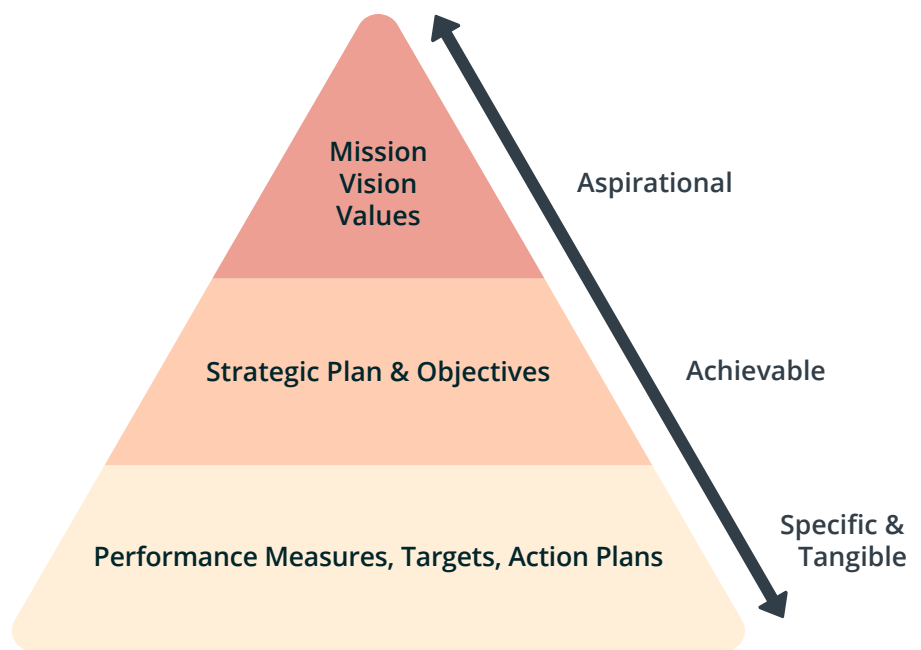 Mission
Vision
Values
Aspirational
Strategic Plan & Objectives
Achievable
Performance Measures, Targets, Action Plans
Specific &
Tangible